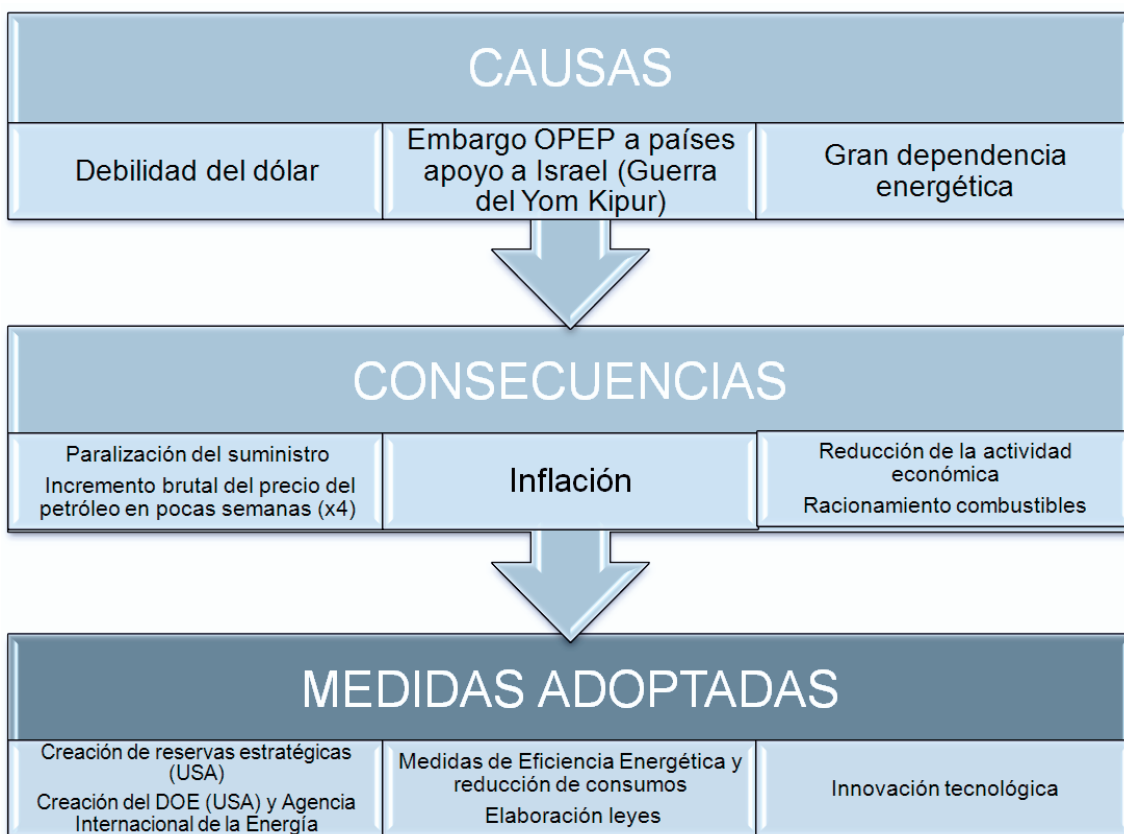 CAUSAS
Debilidad del dólar
Embargo OPEP a países
apoyo a Israel (Guerra
del Yom Kipur)
Gran dependencia
energética
CONSECUENCIAS
Paralización del suministro
Incremento brutal del precio del
petróleo en pocas semanas (x4)
Inflación
Reducción de la actividad
económica
Racionamiento combustibles
MEDIDAS ADOPTADAS
Creación de reservas estratégicas
(USA)
Creación del DOE (USA) y Agencia
Internacional de la Energía
Medidas de Eficiencia Energética y
reducción de consumos
Elaboración leyes
Innovación tecnológica